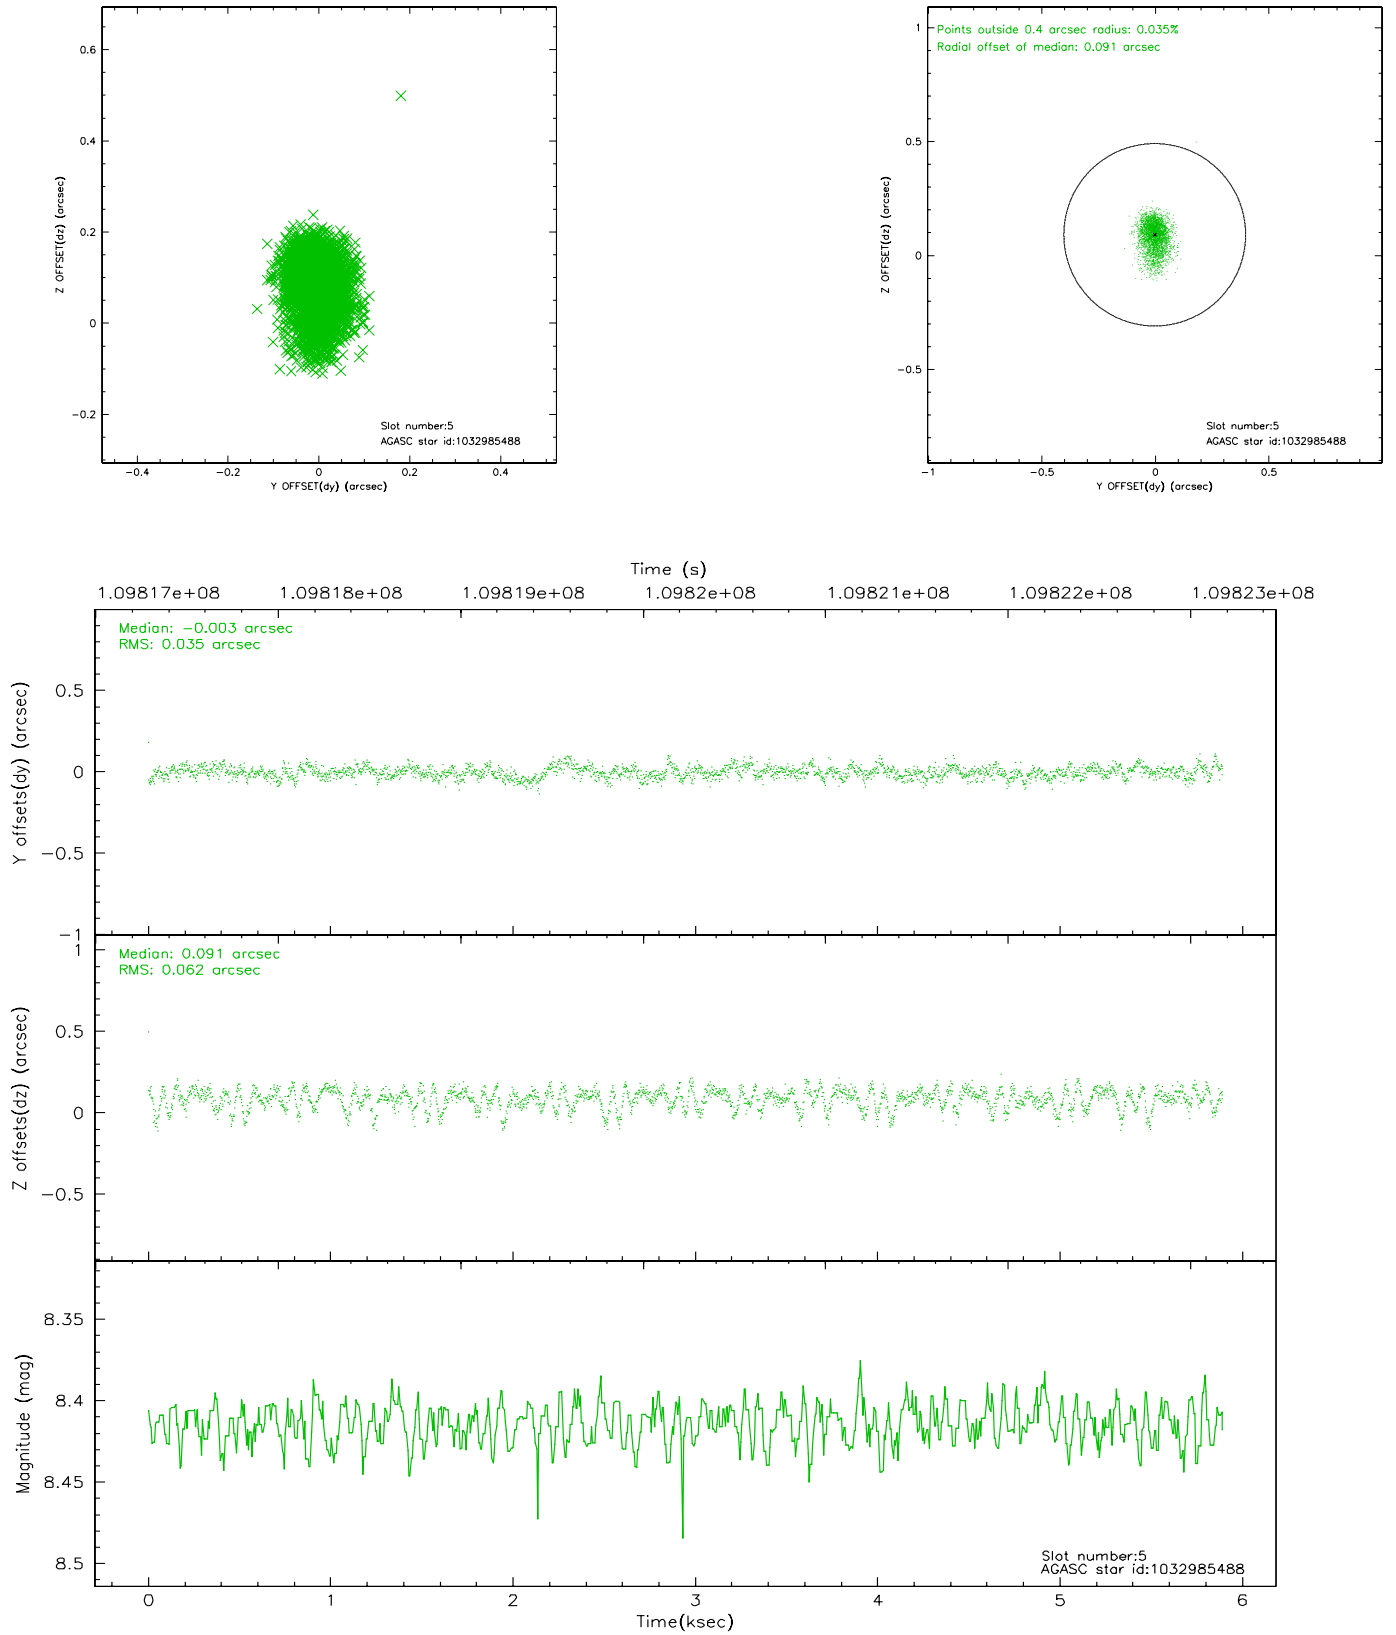 0.6
0.4
0.2
0
−0.2
Z OFFSET(dz) (arcsec)
Slot number:5
AGASC star id:1032985488
−0.4
−0.2
0
0.2
0.4
Y OFFSET(dy) (arcsec)
Points outside 0.4 arcsec radius: 0.035%
Radial offset of median: 0.091 arcsec
1
0.5
0
−0.5
Z OFFSET(dz) (arcsec)
Slot number:5
AGASC star id:1032985488
−1
−0.5
0
0.5
Y OFFSET(dy) (arcsec)
Time (s)
1.09817e+08
1.09818e+08
1.09819e+08
1.0982e+08
1.09821e+08
1.09822e+08
1.09823e+08
Median: −0.003 arcsec
RMS: 0.035 arcsec
0.5
0
−0.5
−1
Y offsets(dy) (arcsec)
Median: 0.091 arcsec
RMS: 0.062 arcsec
1
0.5
0
−0.5
Z offsets(dz) (arcsec)
8.35
8.4
8.45
8.5
Magnitude (mag)
Slot number:5
AGASC star id:1032985488
0
1
2
3
4
5
6
Time(ksec)